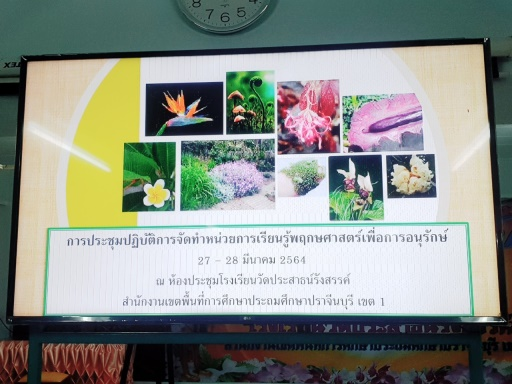 การประชุมปฏิบัติการจัดทำหน่วยการเรียนรู้พฤกษศาสตร์เพื่อการอนุรักษ์
27 – 28 มีนาคม 2564
ณ ห้องประชุมโรงเรียนวัดประสาธน์รังสรรค์
สำนักงานเขตพื้นที่การศึกษาประถมศึกษาปราจีนบุรี เขต 1